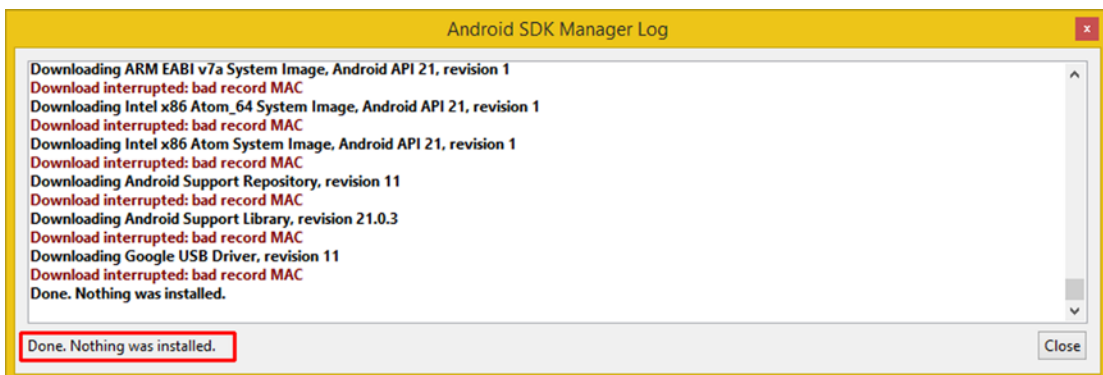 Android SDK Manager Log
x
Downloading ARM EABI v7a System Image, Android API 21, revision 1
Download interrupted: bad record MAC
Downloading Intel x86 Atom_64 System Image, Android API 21, revision 1
Download interrupted: bad record MAC
Downloading Intel x86 Atom System Image, Android API 21, revision 1
Download interrupted: bad record MAC
Downloading Android Support Repository, revision 11
Download interrupted: bad record MAC
Downloading Android Support Library, revision 21.0.3
Download interrupted: bad record MAC
Downloading Google USB Driver, revision 11
Download interrupted: bad record MAC
Done. Nothing was installed.
Done. Nothing was installed.
Close